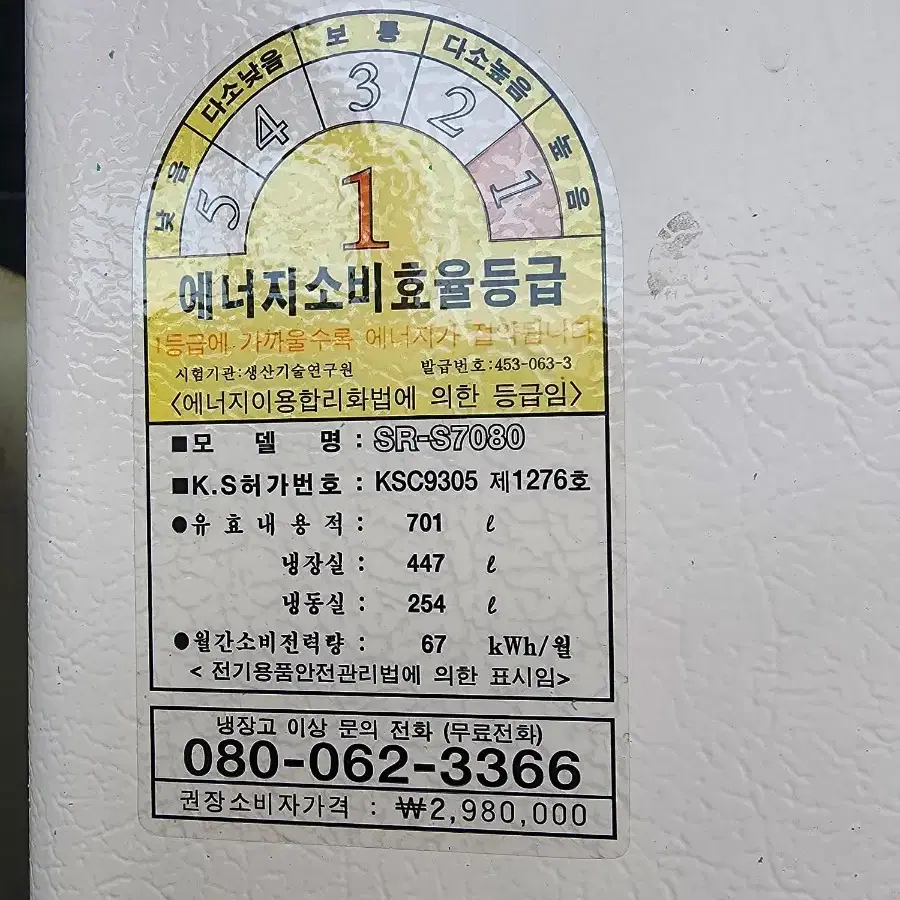 낮음 다소낮음 보통 다소높음 높음
5 4 3 2 1
1
에너지소비효율등급
1등급에 가까울수록 에너지가 절약됩니다
시험기관:생산기술연구원 발급번호:453-063-3
<에너지이용합리화법에 의한 등급임>
■모 델 명 : SR-S7080
■K.S허가번호 : KSC9305 제1276호
●유효내용적 : 701 ℓ
냉장실 : 447 ℓ
냉동실 : 254 ℓ
●월간소비전력량 : 67 kWh/월
< 전기용품안전관리법에 의한 표시임>
냉장고 이상 문의 전화 (무료전화)
080-062-3366
권장소비자가격 : ₩2,980,000